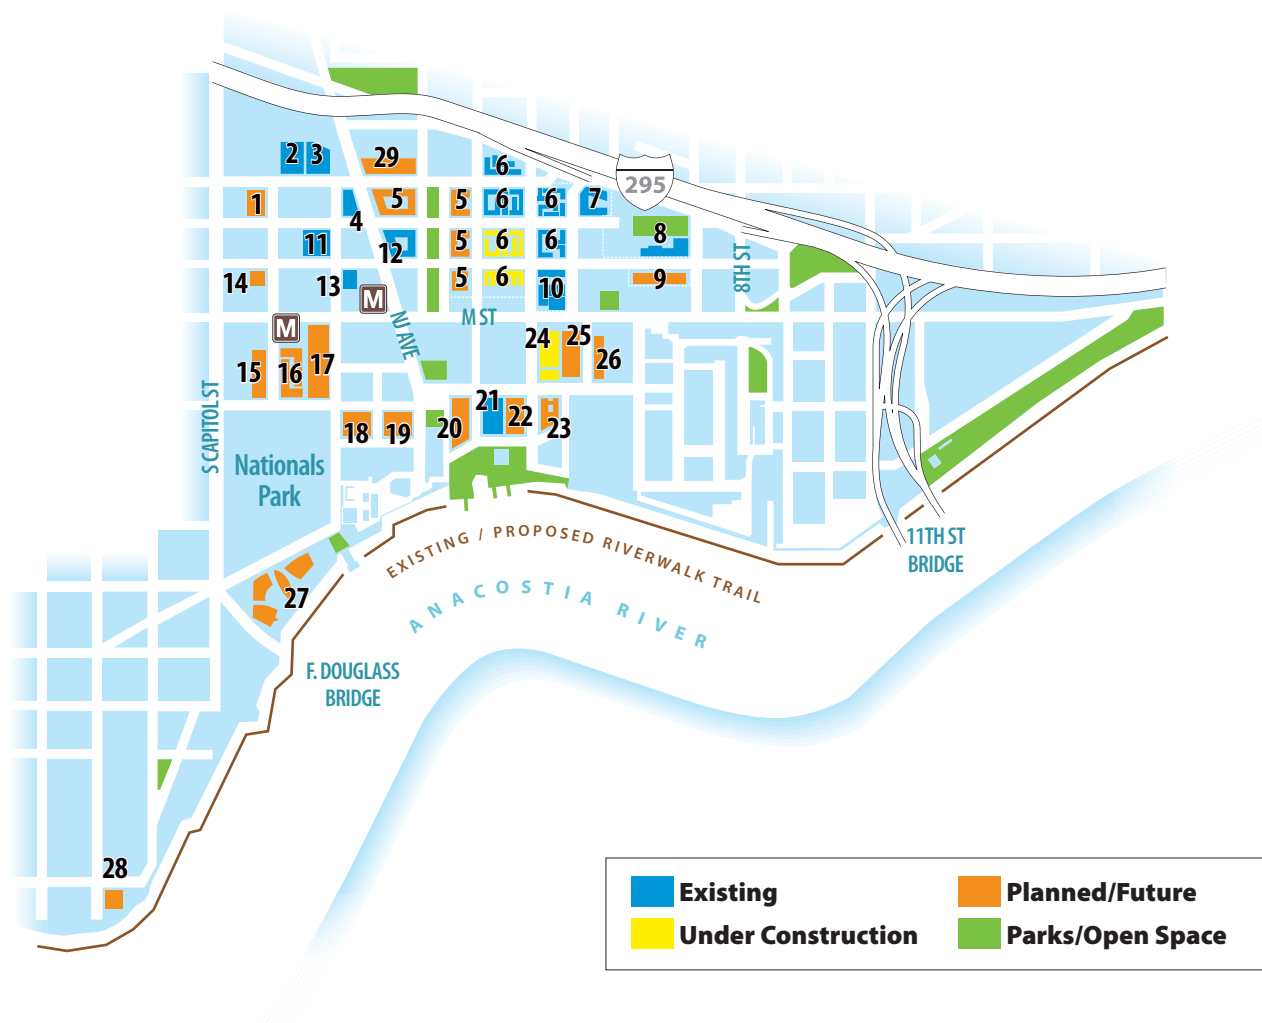 2 3 29 6
295
1 4 5 5 6 6 7
11 12 5 6 6 8
14 13 M 5 6 10 9
8TH ST
M ST
NJ AVE
M
24 25 26
15 16 17
S CAPITOL ST
18 19 20 21 22 23
Nationals
Park
EXISTING / PROPOSED RIVERWALK TRAIL
11TH ST
BRIDGE
ANACOSTIA RIVER
27
F. DOUGLASS
BRIDGE
28
Existing
Planned/Future
Under Construction
Parks/Open Space